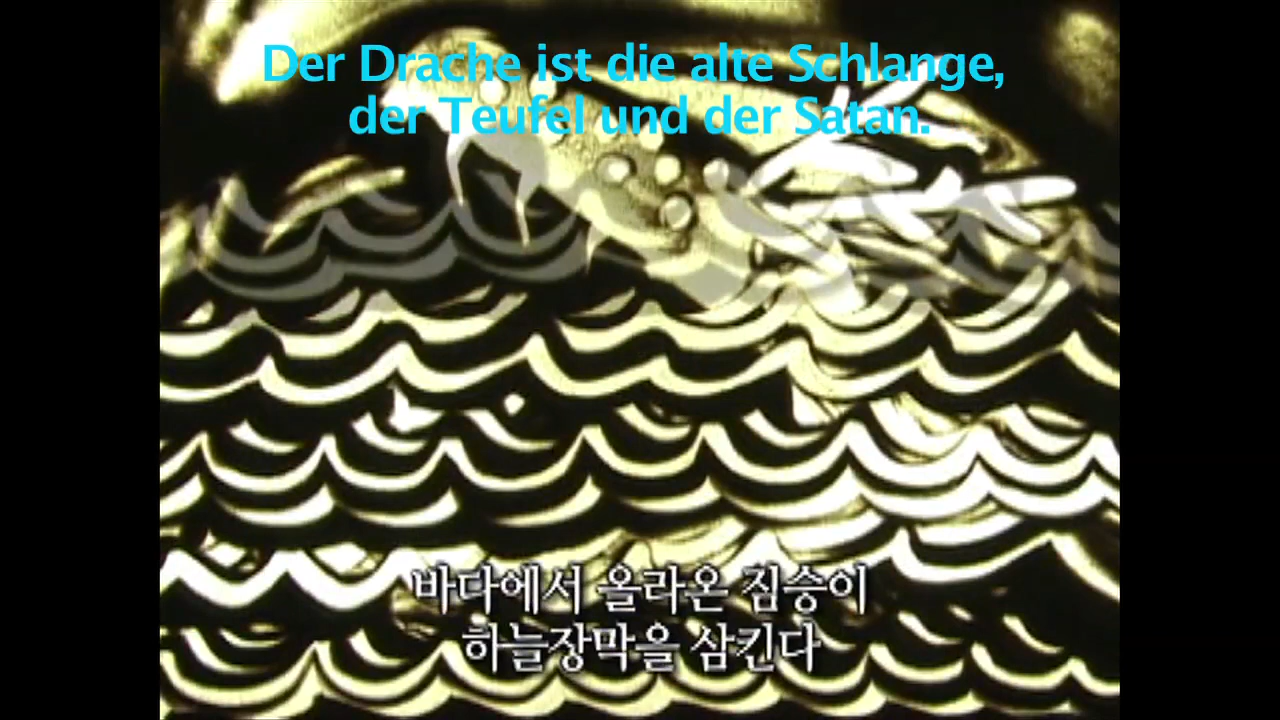 Der Drache ist die alte Schlange,
der Teufel und der Satan.
바다에서 올라온 짐승이
하늘장막을 삼킨다